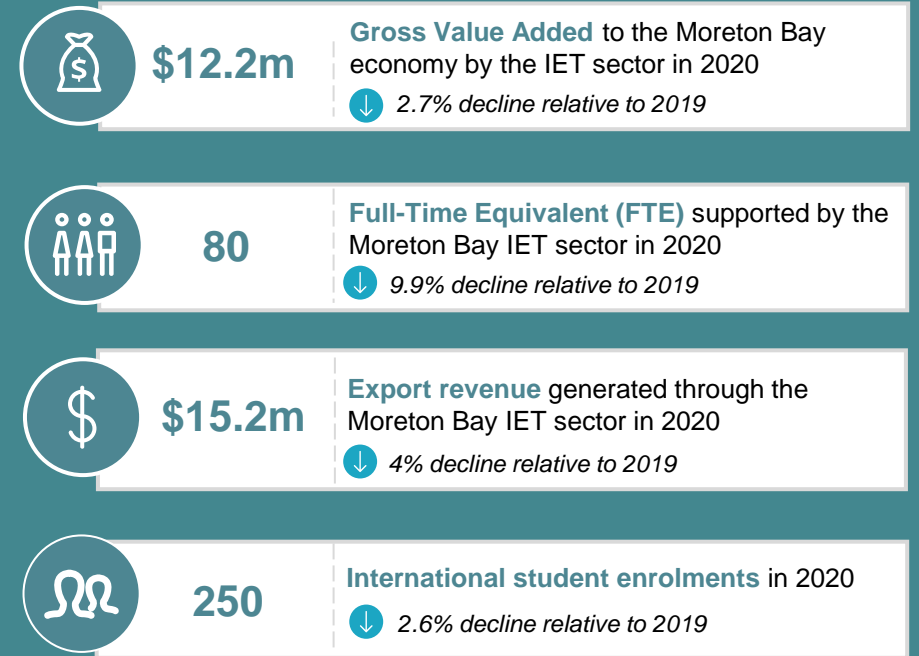 $12.2m
Gross Value Added to the Moreton Bay
economy by the IET sector in 2020
2.7% decline relative to 2019
80
Full-Time Equivalent (FTE) supported by the
Moreton Bay IET sector in 2020
9.9% decline relative to 2019
$15.2m
Export revenue generated through the
Moreton Bay IET sector in 2020
4% decline relative to 2019
250
International student enrolments in 2020
2.6% decline relative to 2019